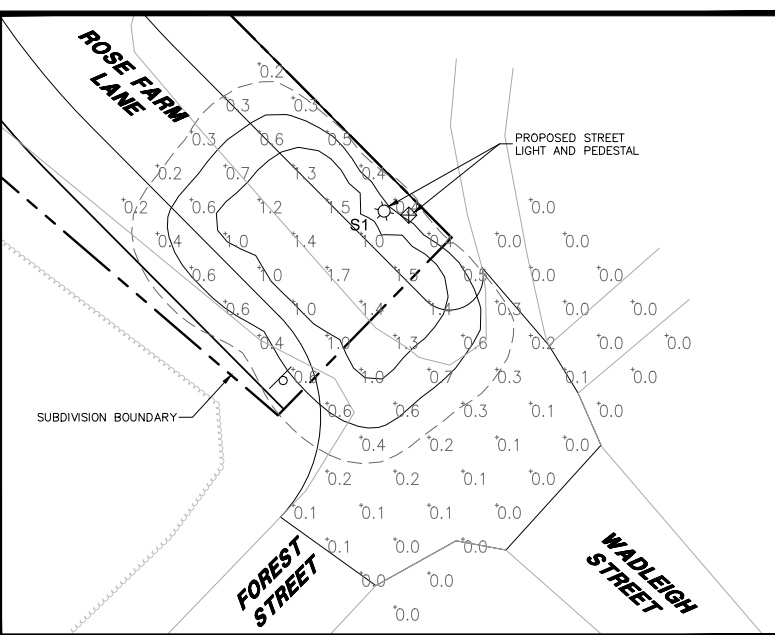 ROSE FARM
LANE
0.2
0.3 0.3
0.3 0.6 0.5
PROPOSED STREET
LIGHT AND PEDESTAL
0.2 0.7 1.3 0.8
0.2 0.6 1.2 1.5 0.0
S1
0.4 1.0 1.4 1.0 0.4 0.0 0.0
0.6 1.0 1.7 1.5 0.5 0.0 0.0
0.6 1.0 1.4 1.4 0.3 0.0 0.0
0.4 1.0 1.3 0.6 0.2 0.0 0.0
1.0 0.6 0.3 0.1 0.0
SUBDIVISION BOUNDARY
0.6 0.6 0.3 0.1 0.0
0.4 0.2 0.1 0.0
0.2 0.2 0.1 0.0
0.1 0.1 0.1 0.0
0.1 0.0 0.0
0.0 0.0
0.0
FOREST
STREET
WADLEIGH
STREET